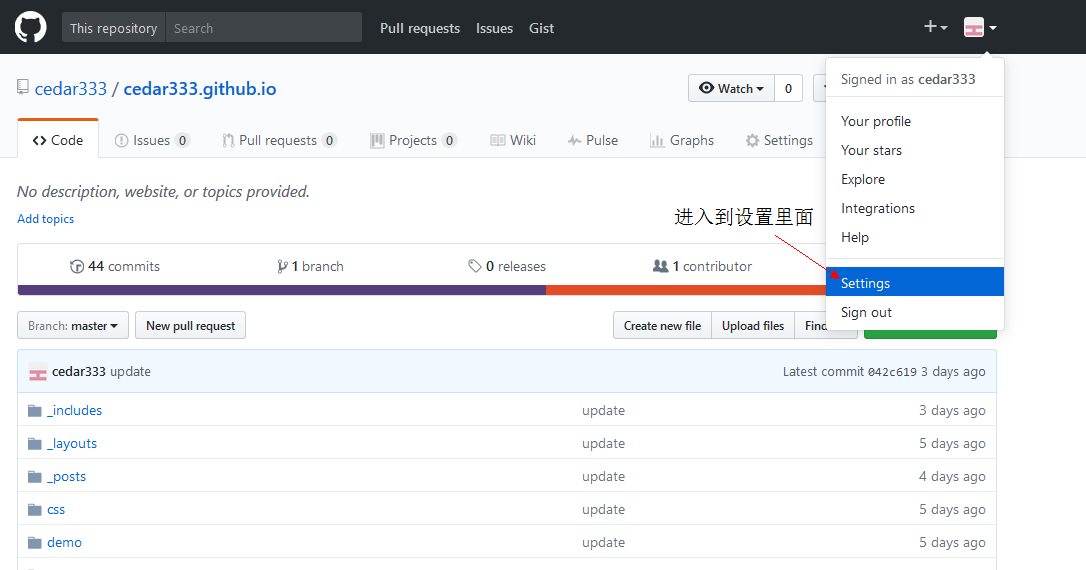 This repository Search Pull requests Issues Gist
Signed in as cedar333
Your profile
Your stars
Explore
Integrations
Help
Settings
Sign out
cedar333 / cedar333.github.io Watch 0
Code Issues 0 Pull requests 0 Projects 0 Wiki Pulse Graphs Settings
No description, website, or topics provided.
Add topics
进入到设置里面
44 commits 1 branch 0 releases 1 contributor
Branch: master New pull request Create new file Upload files Find
cedar333 update Latest commit 042c619 3 days ago
_includes update 3 days ago
_layouts update 5 days ago
_posts update 4 days ago
css update 5 days ago
demo update 5 days ago